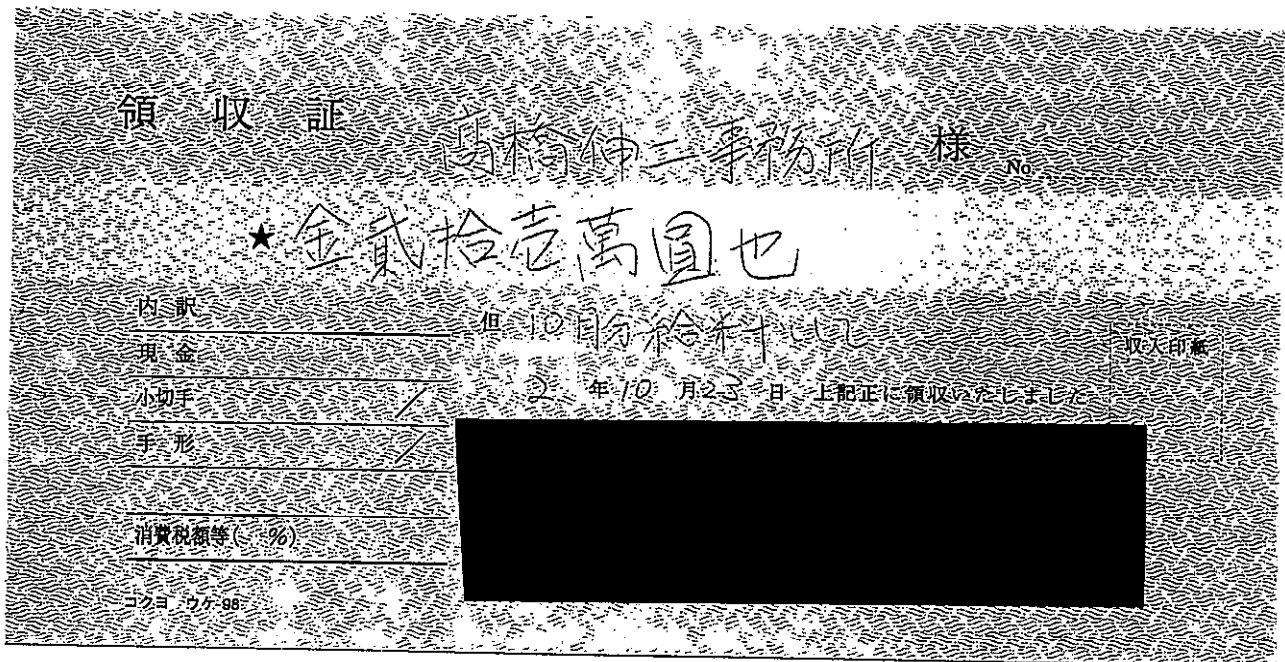 領収証
高橋伸二事務所 様 No.
★ 金貳拾壱萬圓也
内訳
現金
小切手
手形
消費税額等( %)
コクヨ ウケ-98
但 10月分給料として
2 年 10 月 23 日 上記正に領収いたしました
収入印紙